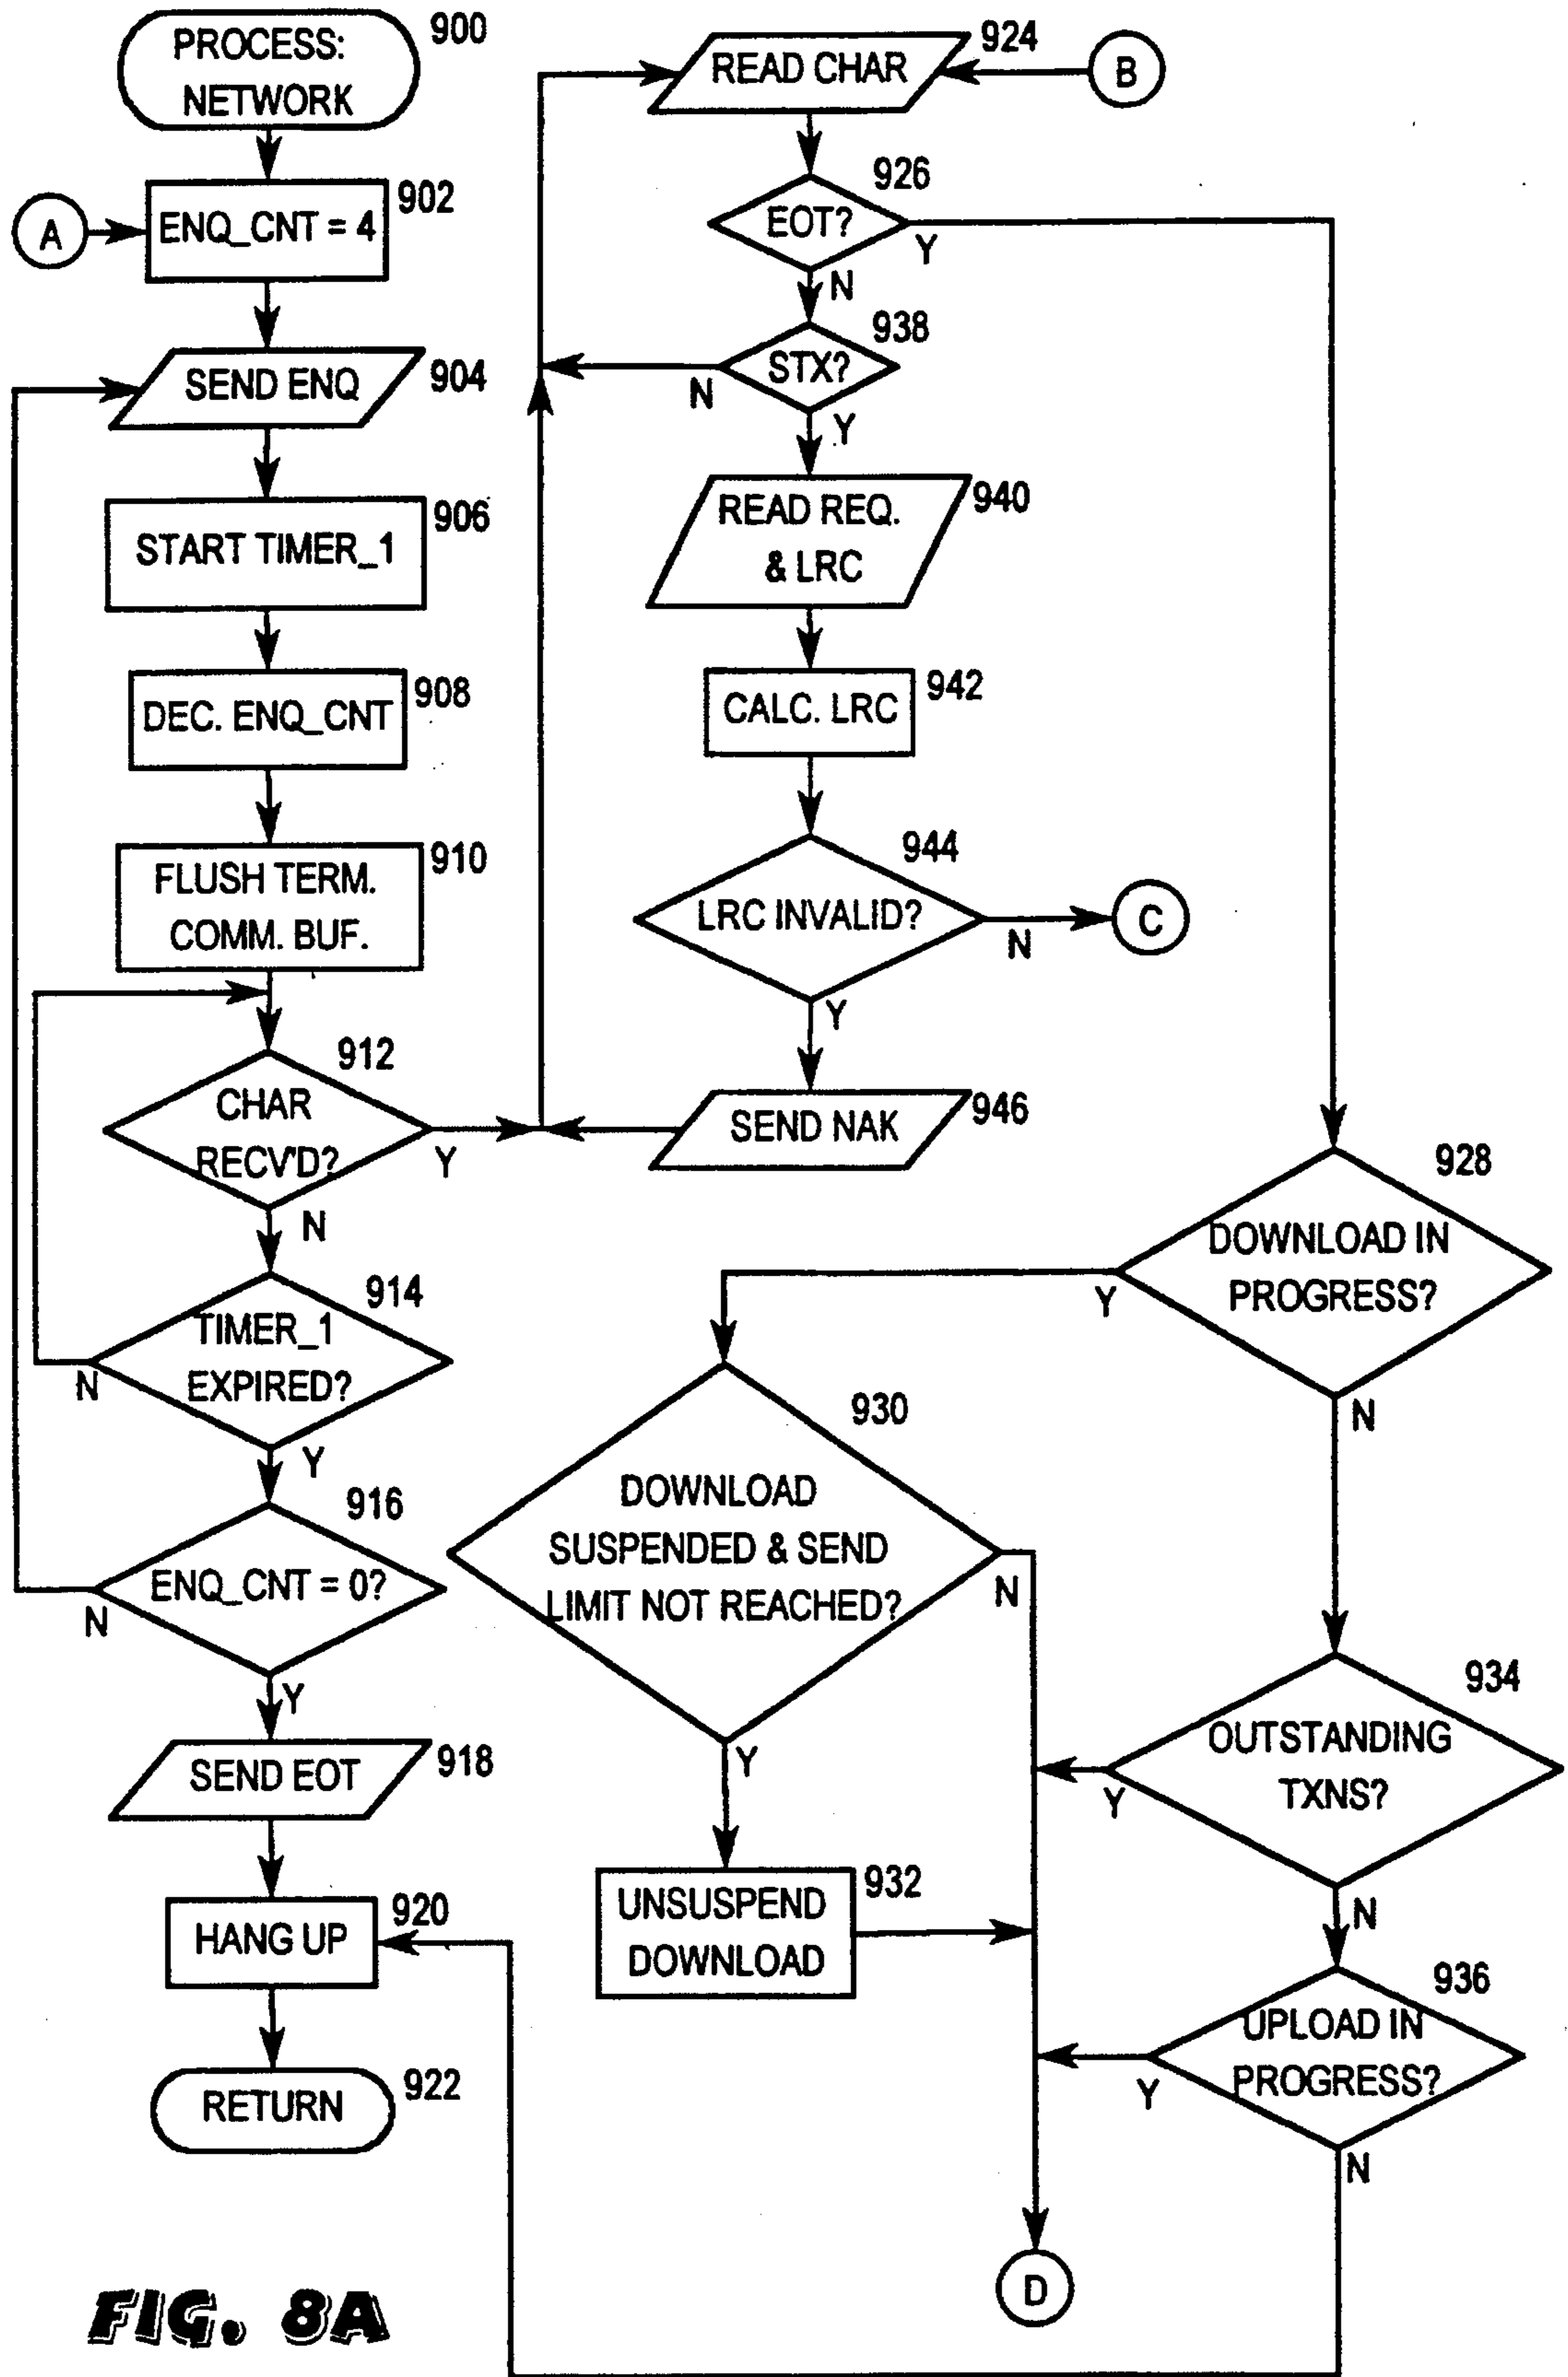 PROCESS:
NETWORK
900
A
ENQ_CNT = 4
902
SEND ENQ
904
START TIMER_1
906
DEC. ENQ_CNT
908
FLUSH TERM.
COMM. BUF.
910
CHAR
RECV'D?
912
Y
N
TIMER_1
EXPIRED?
914
N
Y
ENQ_CNT = 0?
916
N
Y
SEND EOT
918
HANG UP
920
RETURN
922
READ CHAR
924
B
EOT?
926
Y
N
STX?
938
N
Y
READ REQ.
& LRC
940
CALC. LRC
942
LRC INVALID?
944
N
C
Y
SEND NAK
946
DOWNLOAD IN
PROGRESS?
928
Y
N
DOWNLOAD
SUSPENDED & SEND
LIMIT NOT REACHED?
930
N
Y
UNSUSPEND
DOWNLOAD
932
OUTSTANDING
TXNS?
934
Y
N
UPLOAD IN
PROGRESS?
936
Y
N
D
FIG. 8A